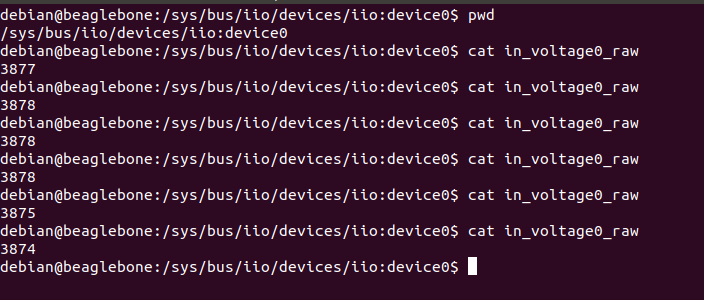 debian@beaglebone:/sys/bus/iio/devices/iio:device0$ pwd
/sys/bus/iio/devices/iio:device0
debian@beaglebone:/sys/bus/iio/devices/iio:device0$ cat in_voltage0_raw
3877
debian@beaglebone:/sys/bus/iio/devices/iio:device0$ cat in_voltage0_raw
3878
debian@beaglebone:/sys/bus/iio/devices/iio:device0$ cat in_voltage0_raw
3878
debian@beaglebone:/sys/bus/iio/devices/iio:device0$ cat in_voltage0_raw
3878
debian@beaglebone:/sys/bus/iio/devices/iio:device0$ cat in_voltage0_raw
3875
debian@beaglebone:/sys/bus/iio/devices/iio:device0$ cat in_voltage0_raw
3874
debian@beaglebone:/sys/bus/iio/devices/iio:device0$